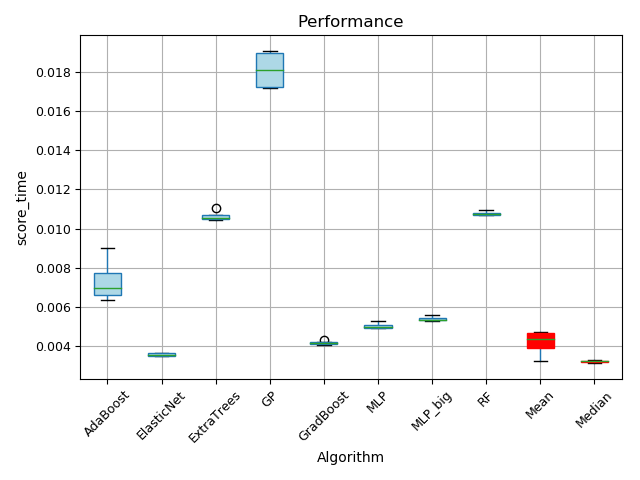 Performance
score_time
0.018
0.016
0.014
0.012
0.010
0.008
0.006
0.004
AdaBoost
ElasticNet
ExtraTrees
GP
GradBoost
MLP
MLP_big
RF
Mean
Median
Algorithm